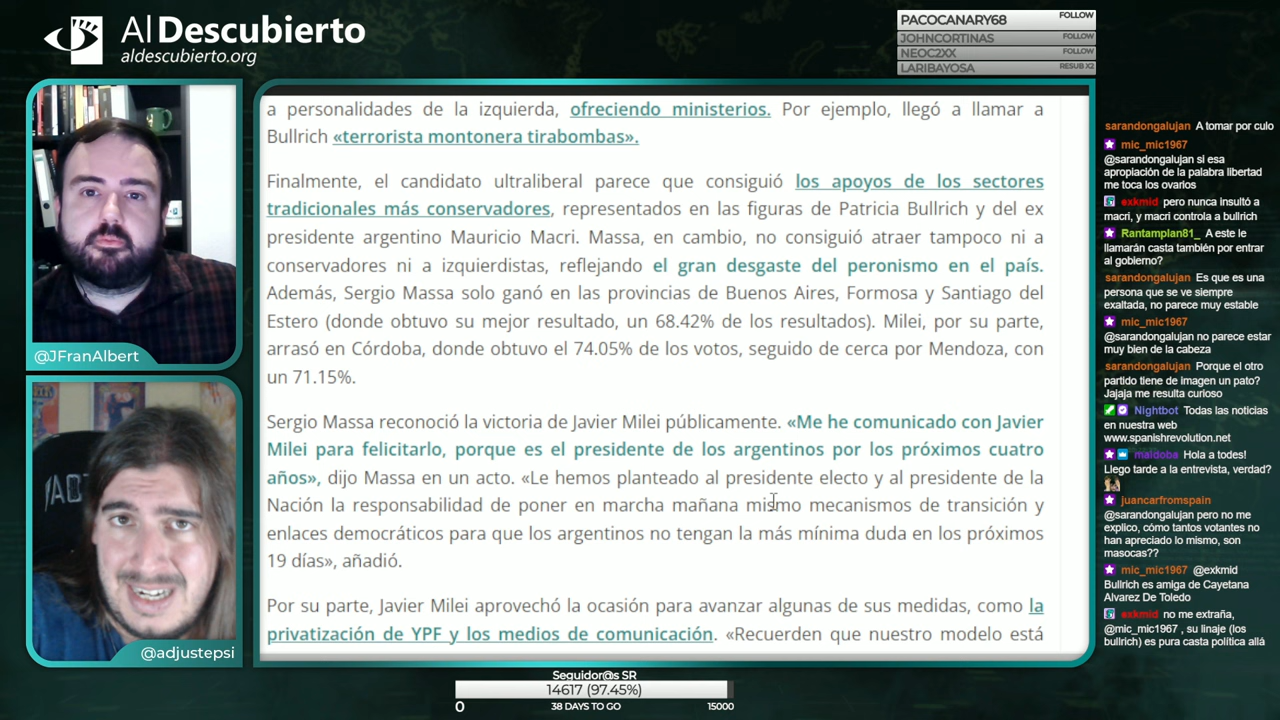 Al Descubierto
aldescubierto.org
PACOCANARY68 FOLLOW
JOHNCORTINAS FOLLOW
NEOC2XX FOLLOW
LARIBAYOSA RESUB X2
@JFranAlbert
@adjustepsi
a personalidades de la izquierda, ofreciendo ministerios. Por ejemplo, llegó a llamar a
Bullrich «terrorista montonera tirabombas».
Finalmente, el candidato ultraliberal parece que consiguió los apoyos de los sectores
tradicionales más conservadores, representados en las figuras de Patricia Bullrich y del ex
presidente argentino Mauricio Macri. Massa, en cambio, no consiguió atraer tampoco ni a
conservadores ni a izquierdistas, reflejando el gran desgaste del peronismo en el país.
Además, Sergio Massa solo ganó en las provincias de Buenos Aires, Formosa y Santiago del
Estero (donde obtuvo su mejor resultado, un 68.42% de los resultados). Milei, por su parte,
arrasó en Córdoba, donde obtuvo el 74.05% de los votos, seguido de cerca por Mendoza, con
un 71.15%.
Sergio Massa reconoció la victoria de Javier Milei públicamente. «Me he comunicado con Javier
Milei para felicitarlo, porque es el presidente de los argentinos por los próximos cuatro
años», dijo Massa en un acto. «Le hemos planteado al presidente electo y al presidente de la
Nación la responsabilidad de poner en marcha mañana mismo mecanismos de transición y
enlaces democráticos para que los argentinos no tengan la más mínima duda en los próximos
19 días», añadió.
Por su parte, Javier Milei aprovechó la ocasión para avanzar algunas de sus medidas, como la
privatización de YPF y los medios de comunicación. «Recuerden que nuestro modelo está
sarandongalujan A tomar por culo
mic_mic1967
@sarandongalujan si esa
apropiación de la palabra libertad
me toca los ovarios
exkmid pero nunca insultó a
macri, y macri controla a bullrich
Rantamplan81_ A este le
llamarán casta también por entrar
al gobierno?
sarandongalujan Es que es una
persona que se ve siempre
exaltada, no parece muy estable
mic_mic1967
@sarandongalujan no parece estar
muy bien de la cabeza
sarandongalujan Porque el otro
partido tiene de imagen un pato?
Jajaja me resulta curioso
Nightbot Todas las noticias
en nuestra web
www.spanishrevolution.net
maldoba Hola a todes!
Llego tarde a la entrevista, verdad?
juancarfromspain
@sarandongalujan pero no me
explico, cómo tantos votantes no
han apreciado lo mismo, son
masocas??
mic_mic1967 @exkmid
Bullrich es amiga de Cayetana
Alvarez De Toledo
exkmid no me extraña,
@mic_mic1967 , su linaje (los
bullrich) es pura casta política allá
Seguidor@s SR
14617 (97.45%)
0 38 DAYS TO GO 15000